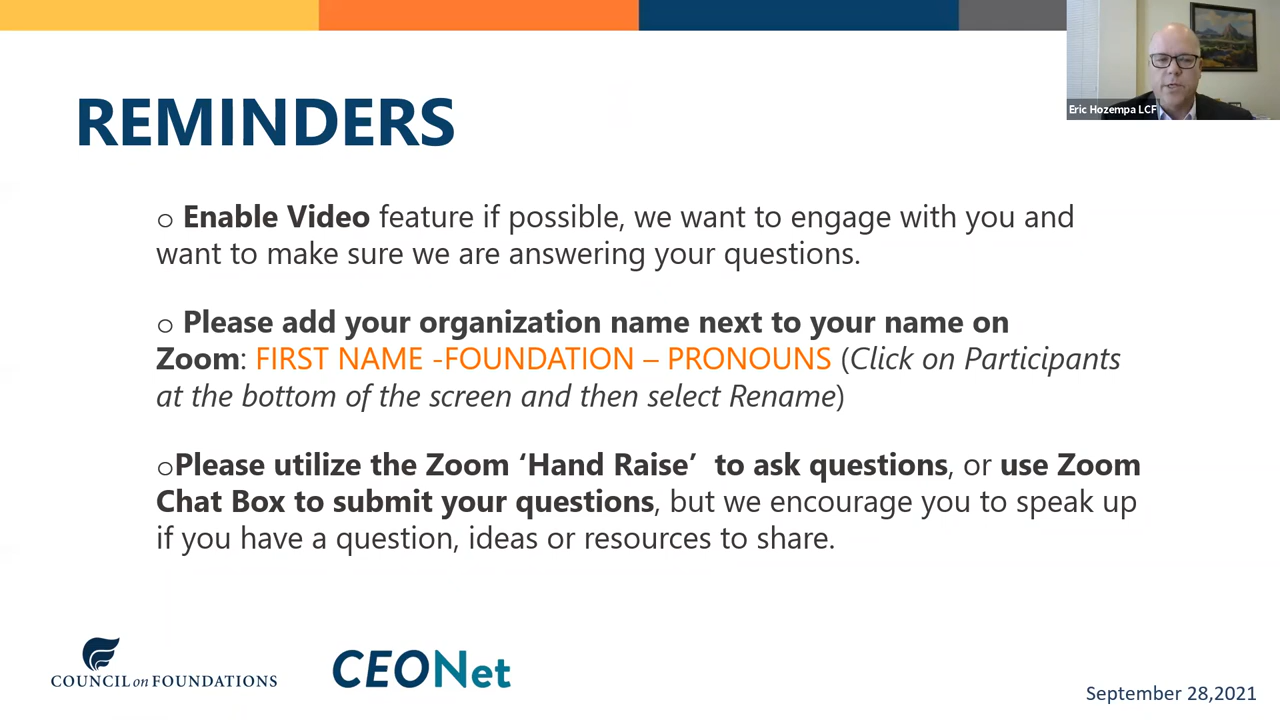 Eric Hozempa LCF
REMINDERS
o Enable Video feature if possible, we want to engage with you and
want to make sure we are answering your questions.
o Please add your organization name next to your name on
Zoom: FIRST NAME -FOUNDATION – PRONOUNS (Click on Participants
at the bottom of the screen and then select Rename)
oPlease utilize the Zoom ‘Hand Raise’  to ask questions, or use Zoom
Chat Box to submit your questions, but we encourage you to speak up
if you have a question, ideas or resources to share.
COUNCIL on FOUNDATIONS
CEONet
September 28,2021